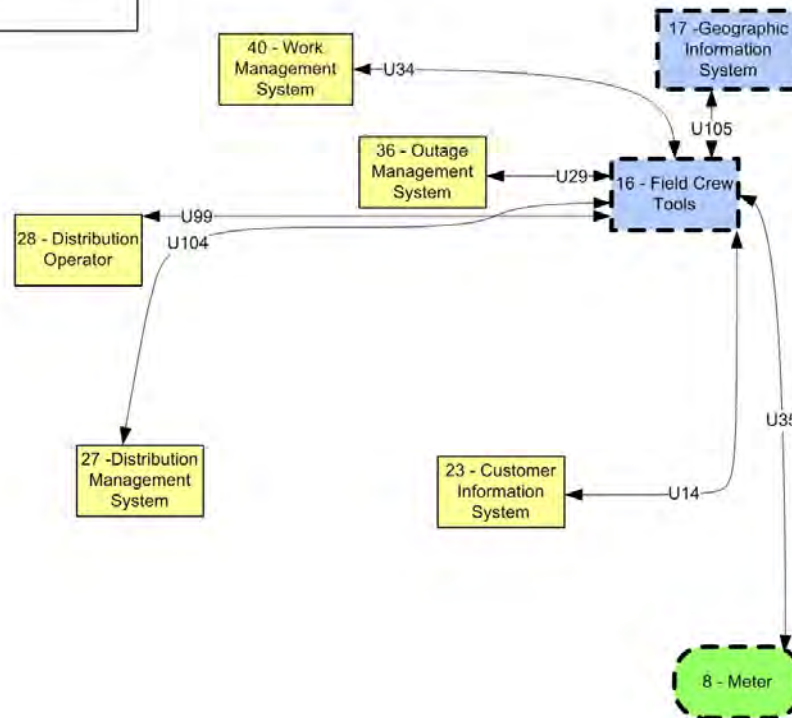 40 - Work
Management
System
U34
17 -Geographic
Information
System
U105
36 - Outage
Management
System
U29
16 - Field Crew
Tools
28 - Distribution
Operator
U99
U104
27 -Distribution
Management
System
23 - Customer
Information
System
U14
U35
8 - Meter